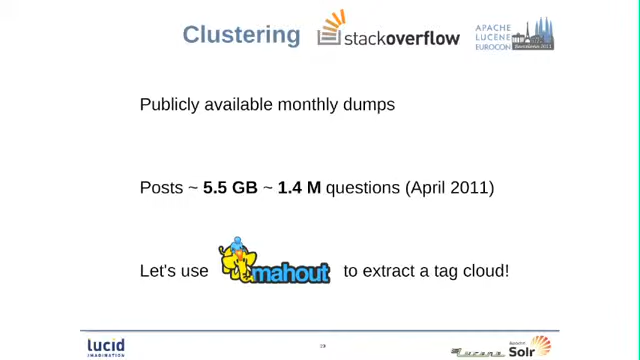 Clustering stackoverflow
APACHE
LUCENE
EUROCON
Publicly available monthly dumps
Posts ~ 5.5 GB ~ 1.4 M questions (April 2011)
Let's use mahout to extract a tag cloud!
lucid
IMAGINATION
Lucene
Solr